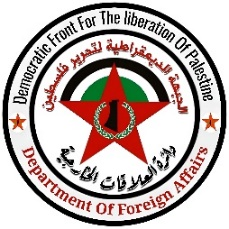 Democratic Front For The liberation Of Palestine
الجبهة الديمقراطية لتحرير فلسطين
دائرة العلاقات الخارجية
Department Of Foreign Affairs